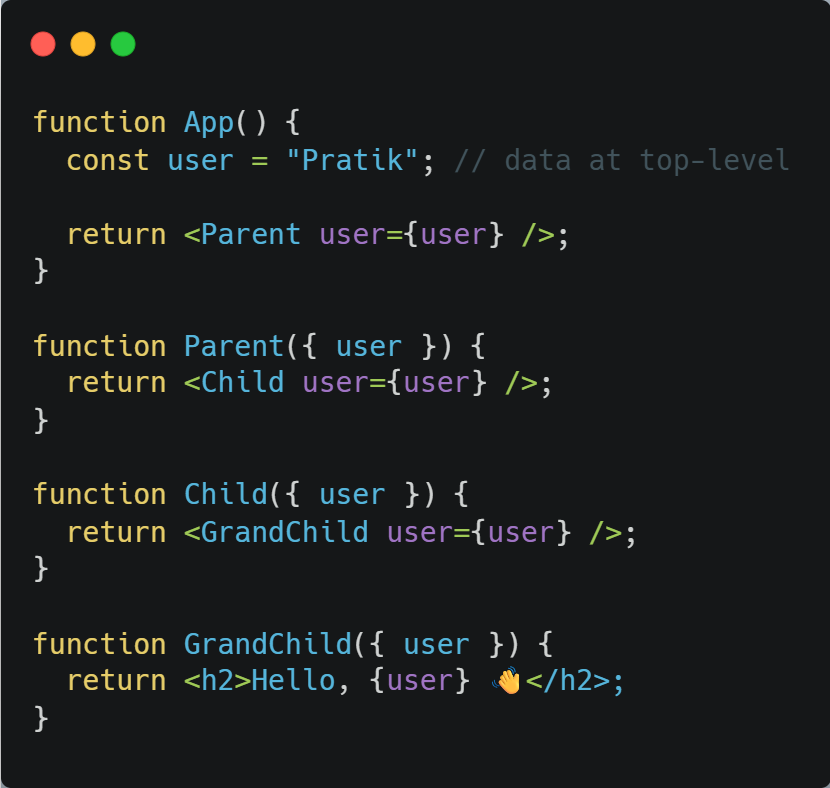 function App() {
  const user = "Pratik"; // data at top-level

  return <Parent user={user} />;
}

function Parent({ user }) {
  return <Child user={user} />;
}

function Child({ user }) {
  return <GrandChild user={user} />;
}

function GrandChild({ user }) {
  return <h2>Hello, {user} 👋</h2>;
}